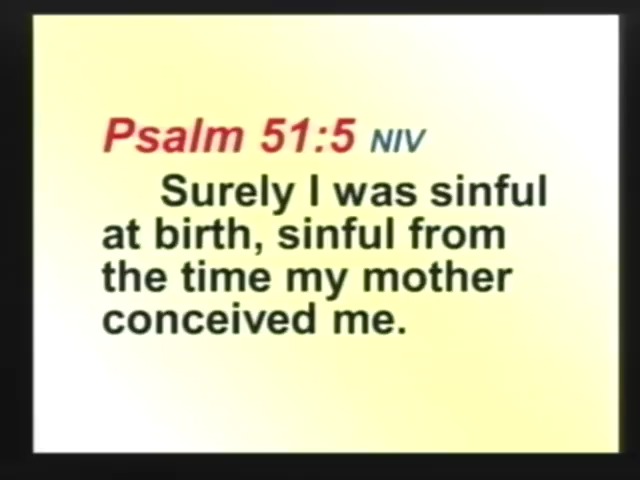 Psalm 51:5 NIV
Surely I was sinful
at birth, sinful from
the time my mother
conceived me.